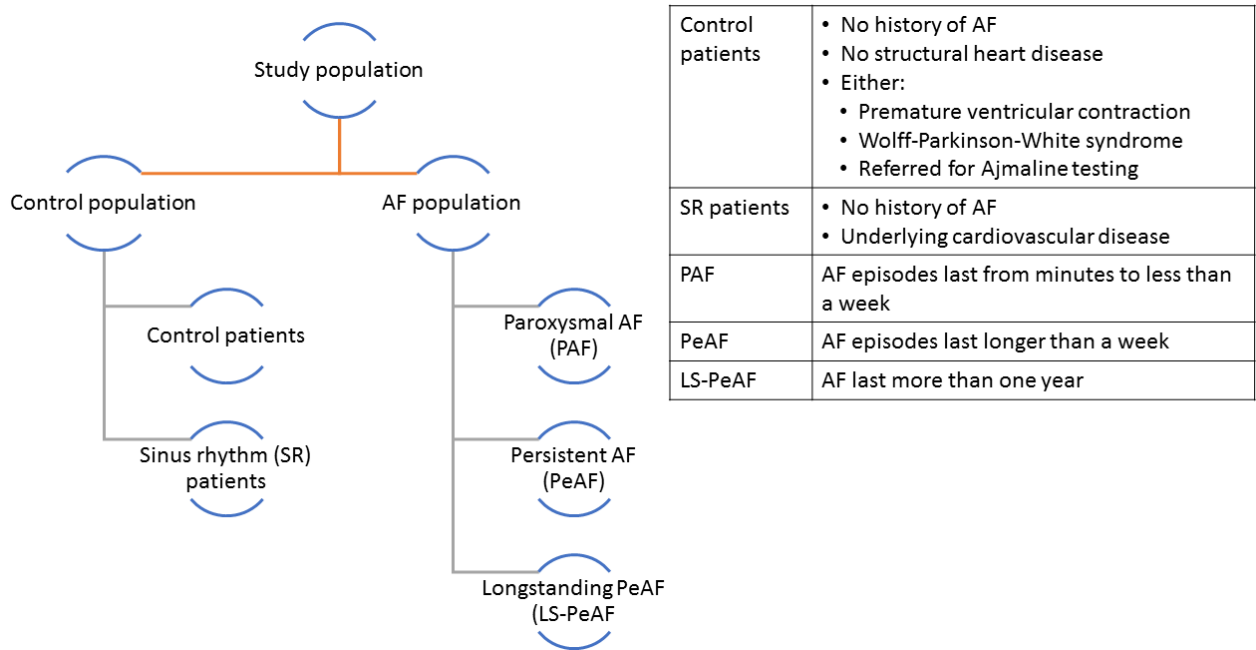 Study population
Control population
AF population
Control patients
Sinus rhythm (SR)
patients
Paroxysmal AF
(PAF)
Persistent AF
(PeAF)
Longstanding PeAF
(LS-PeAF
Control
patients
• No history of AF
• No structural heart disease
• Either:
• Premature ventricular contraction
• Wolff-Parkinson-White syndrome
• Referred for Ajmaline testing
SR patients
• No history of AF
• Underlying cardiovascular disease
PAF
AF episodes last from minutes to less than
a week
PeAF
AF episodes last longer than a week
LS-PeAF
AF last more than one year